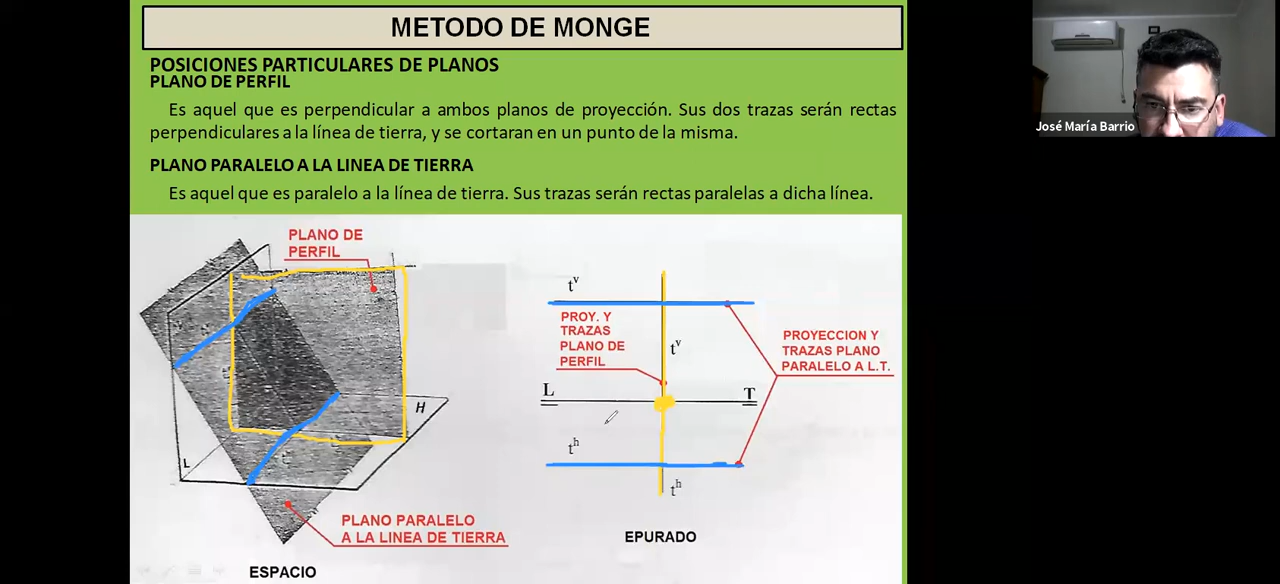 METODO DE MONGE
POSICIONES PARTICULARES DE PLANOS
PLANO DE PERFIL
Es aquel que es perpendicular a ambos planos de proyección. Sus dos trazas serán rectas
perpendiculares a la línea de tierra, y se cortaran en un punto de la misma.
PLANO PARALELO A LA LINEA DE TIERRA
Es aquel que es paralelo a la línea de tierra. Sus trazas serán rectas paralelas a dicha línea.
PLANO DE
PERFIL
H
L
PLANO PARALELO
A LA LINEA DE TIERRA
ESPACIO
tᵛ
PROY. Y
TRAZAS
PLANO DE
PERFIL
tᵛ
L
T
tʰ
tʰ
PROYECCION Y
TRAZAS PLANO
PARALELO A L.T.
EPURADO
José María Barrio